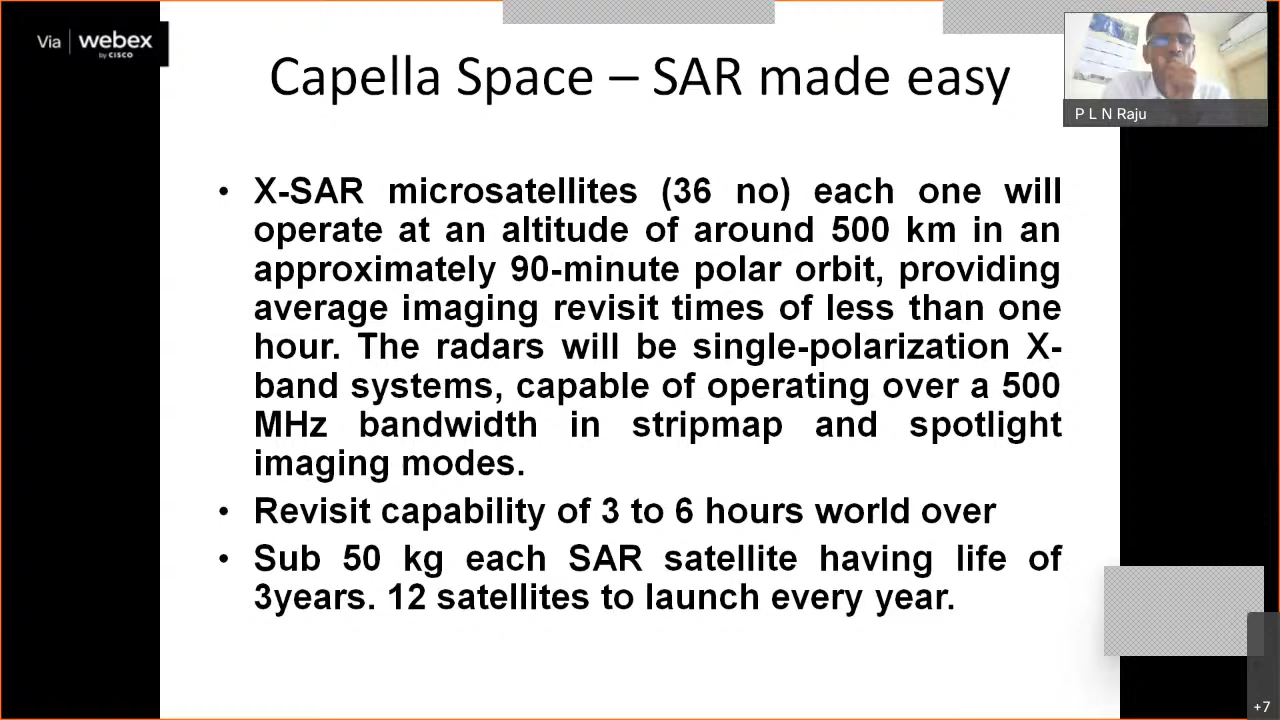 Via webex
by CISCO
Capella Space – SAR made easy
P L N Raju
• X-SAR microsatellites (36 no) each one will
operate at an altitude of around 500 km in an
approximately 90-minute polar orbit, providing
average imaging revisit times of less than one
hour. The radars will be single-polarization X-
band systems, capable of operating over a 500
MHz bandwidth in stripmap and spotlight
imaging modes.
• Revisit capability of 3 to 6 hours world over
• Sub 50 kg each SAR satellite having life of
3years. 12 satellites to launch every year.
+7